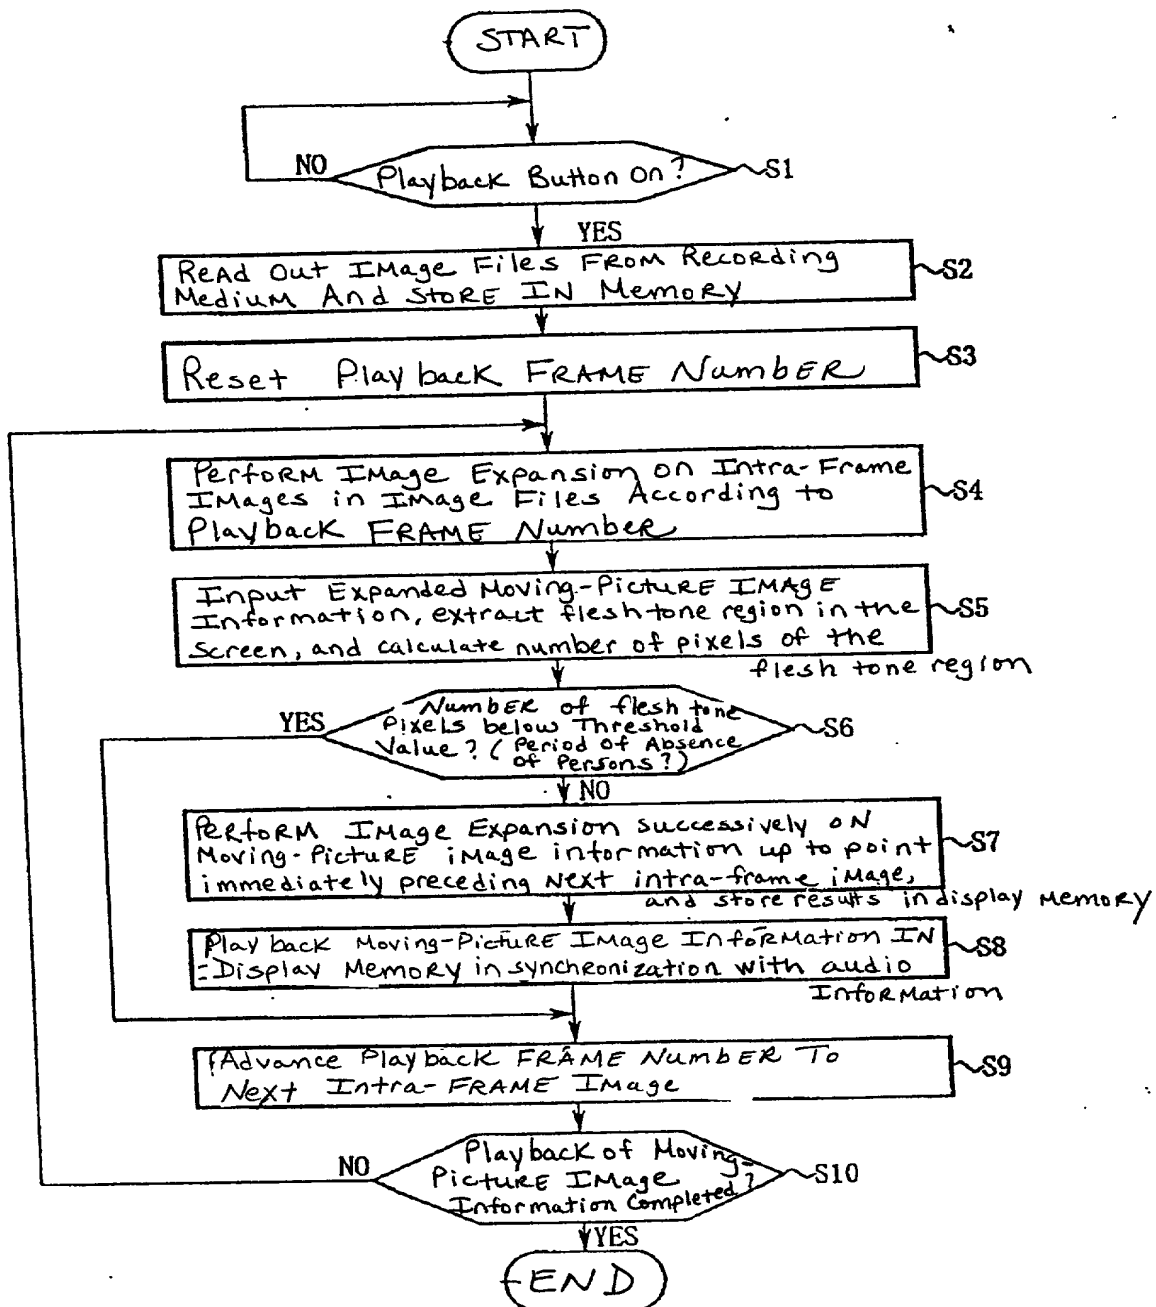 START
NO
Playback Button On?
S1
YES
Read Out Image Files From Recording
Medium And Store In Memory
S2
Reset Playback Frame Number
S3
Perform Image Expansion on Intra-Frame
Images in Image Files According to
Playback Frame Number
S4
Input Expanded Moving-Picture Image
Information, extract flesh tone region in the
screen, and calculate number of pixels of the
flesh tone region
S5
YES
Number of flesh tone
Pixels below Threshold
Value? (Period of Absence
of Persons?)
S6
NO
Perform Image Expansion successively on
Moving-Picture image information up to point
immediately preceding next intra-frame image,
and store results in display memory
S7
Playback Moving-Picture Image Information In
Display Memory in synchronization with audio
Information
S8
Advance Playback Frame Number To
Next Intra-Frame Image
S9
NO
Playback of Moving-
Picture Image
Information Completed?
S10
YES
END